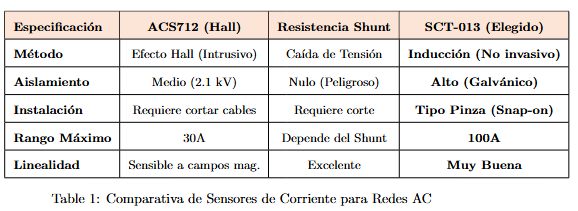 Especificación ACS712 (Hall) Resistencia Shunt SCT-013 (Elegido)
Método Efecto Hall (Intrusivo) Caída de Tensión Inducción (No invasivo)
Aislamiento Medio (2.1 kV) Nulo (Peligroso) Alto (Galvánico)
Instalación Requiere cortar cables Requiere corte Tipo Pinza (Snap-on)
Rango Máximo 30A Depende del Shunt 100A
Linealidad Sensible a campos mag. Excelente Muy Buena
Table 1: Comparativa de Sensores de Corriente para Redes AC